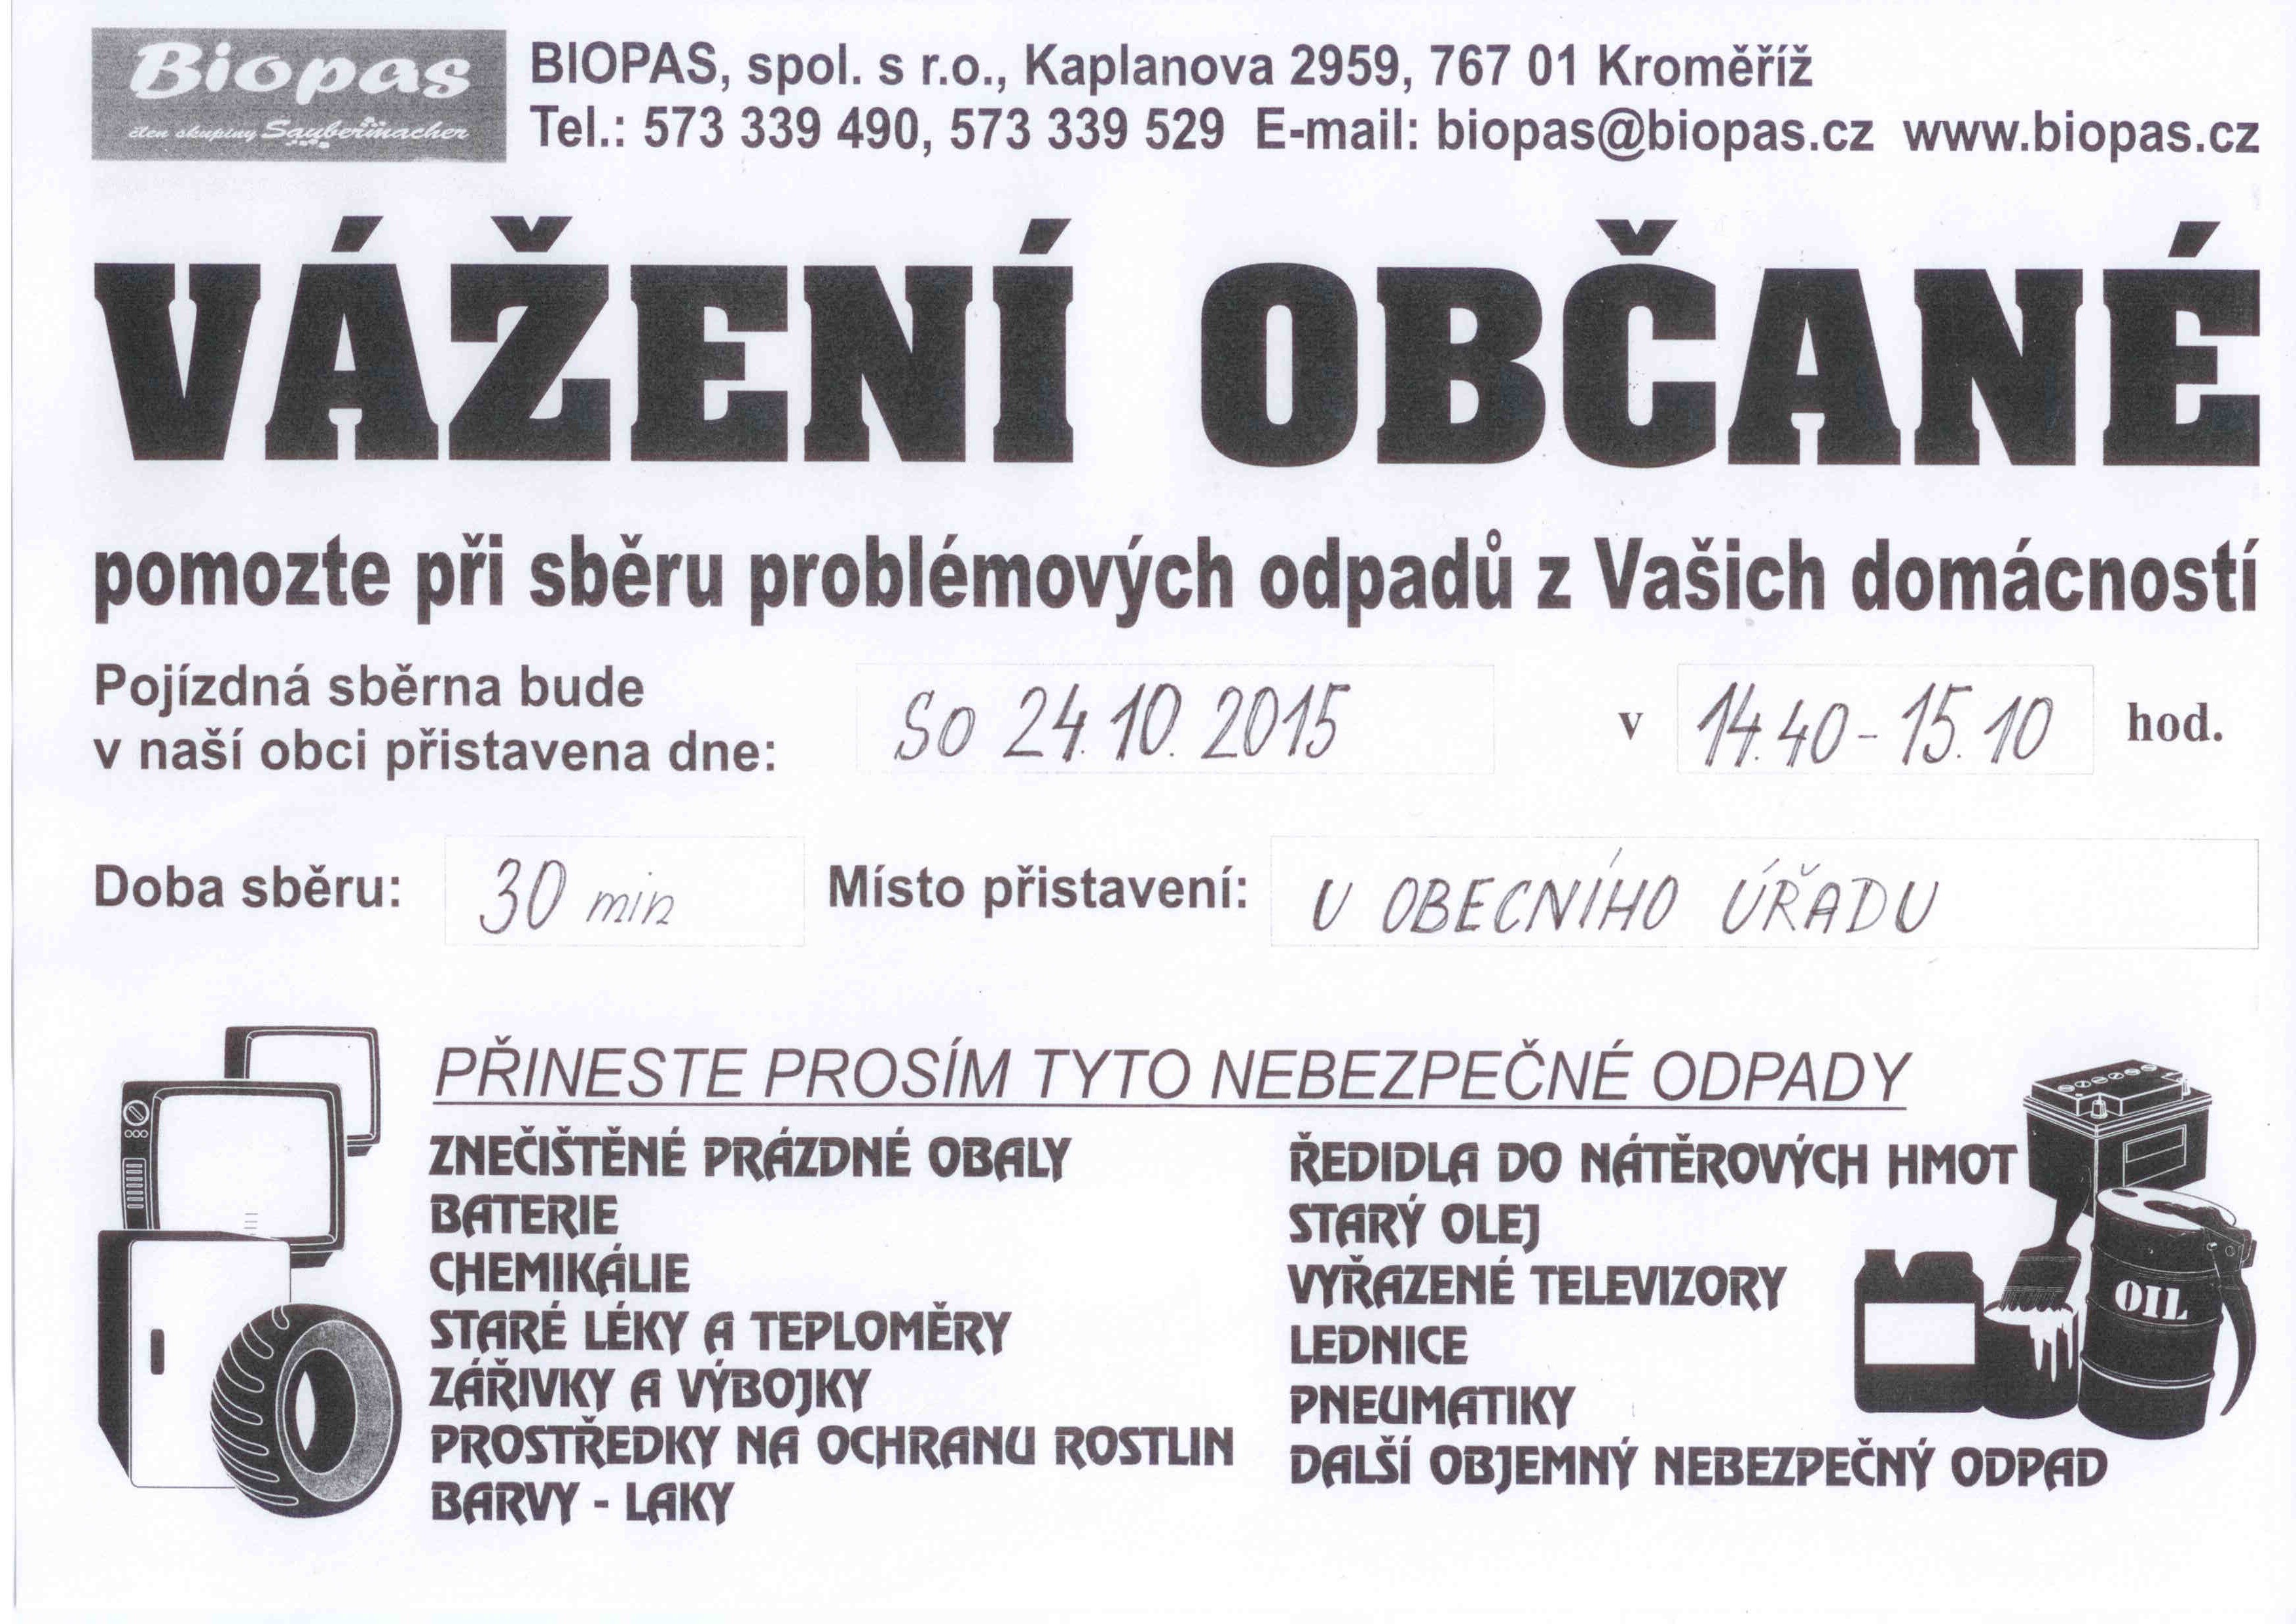 Biopas
člen skupiny Saubermacher
BIOPAS, spol. s r.o., Kaplanova 2959, 767 01 Kroměříž
Tel.: 573 339 490, 573 339 529 E-mail: biopas@biopas.cz www.biopas.cz
VÁŽENÍ OBČANÉ
pomozte při sběru problémových odpadů z Vašich domácností
Pojízdná sběrna bude
v naší obci přistavena dne: SO 24.10.2015 v 14.40-15.10 hod.
Doba sběru: 30 min Místo přistavení: U OBECNÍHO ÚŘADU
PŘINESTE PROSÍM TYTO NEBEZPEČNÉ ODPADY
ZNEČIŠTĚNÉ PRÁZDNÉ OBALY
BATERIE
CHEMIKÁLIE
STARÉ LÉKY A TEPLOMĚRY
ZÁŘIVKY A VÝBOJKY
PROSTŘEDKY NA OCHRANU ROSTLIN
BARVY - LAKY
ŘEDIDLA DO NÁTĚROVÝCH HMOT
STARÝ OLEJ
VYŘAZENÉ TELEVIZORY
LEDNICE
PNEUMATIKY
DALŠÍ OBJEMNÝ NEBEZPEČNÝ ODPAD
OIL